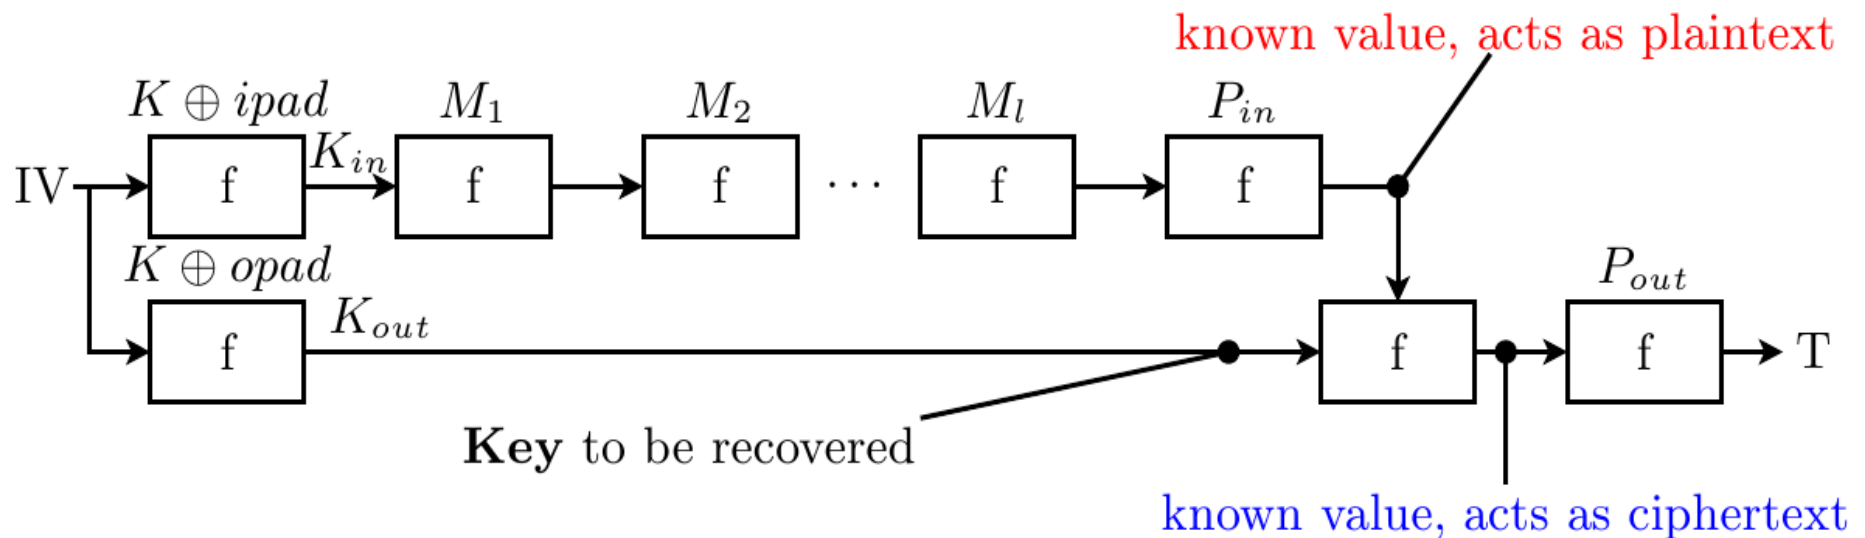 known value, acts as plaintext
K ⊕ ipad M₁ M₂ Mₗ Pᵢₙ
IV f Kᵢₙ f f ··· f f
K ⊕ opad Pₒᵤₜ
f Kₒᵤₜ f f T
Key to be recovered
known value, acts as ciphertext